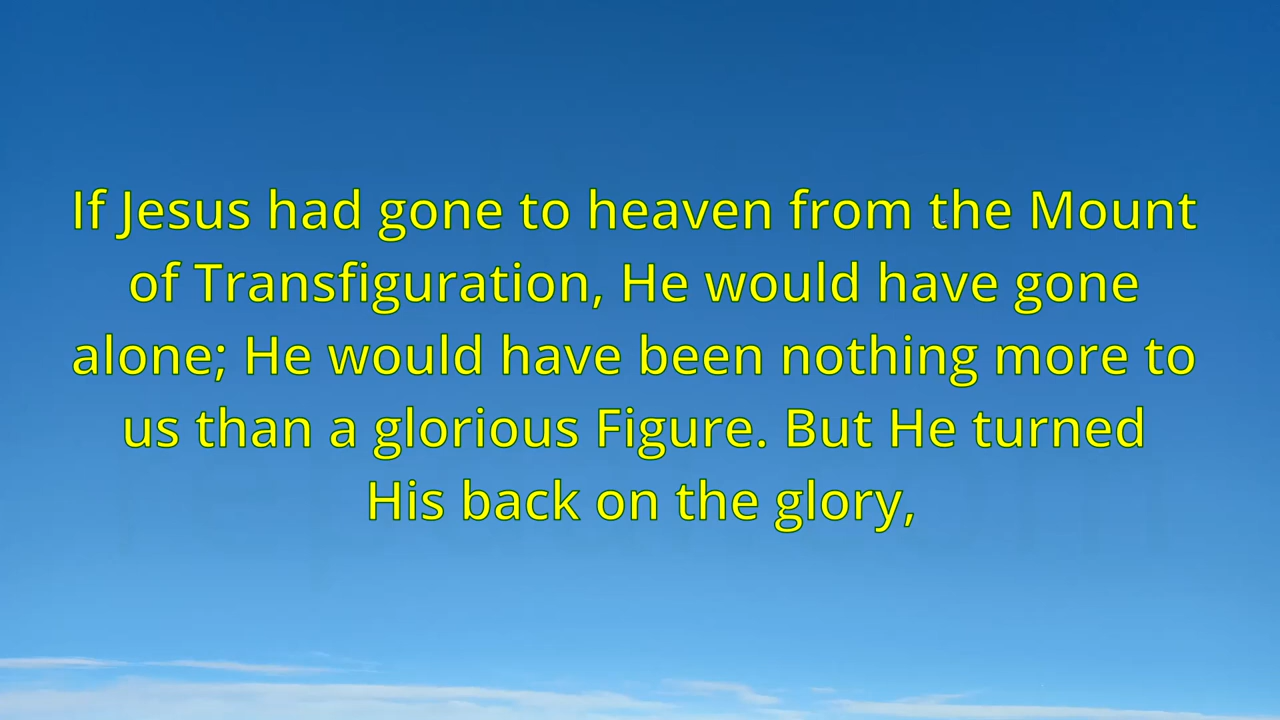 If Jesus had gone to heaven from the Mount
of Transfiguration, He would have gone
alone; He would have been nothing more to
us than a glorious Figure. But He turned
His back on the glory,